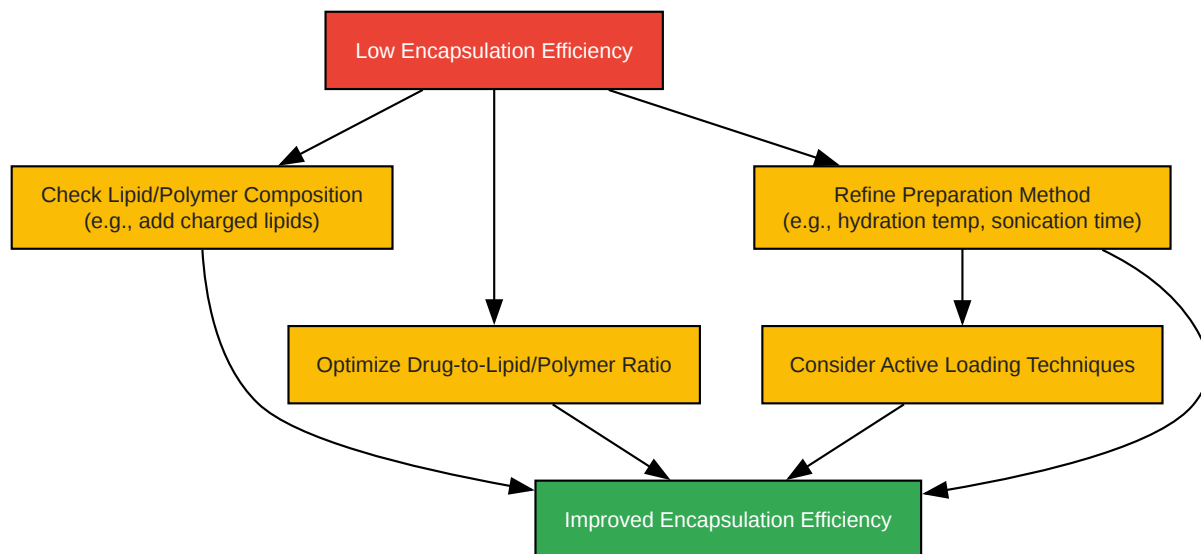 Low Encapsulation Efficiency
Check Lipid/Polymer Composition
(e.g., add charged lipids)
Refine Preparation Method
(e.g., hydration temp, sonication time)
Optimize Drug-to-Lipid/Polymer Ratio
Consider Active Loading Techniques
Improved Encapsulation Efficiency